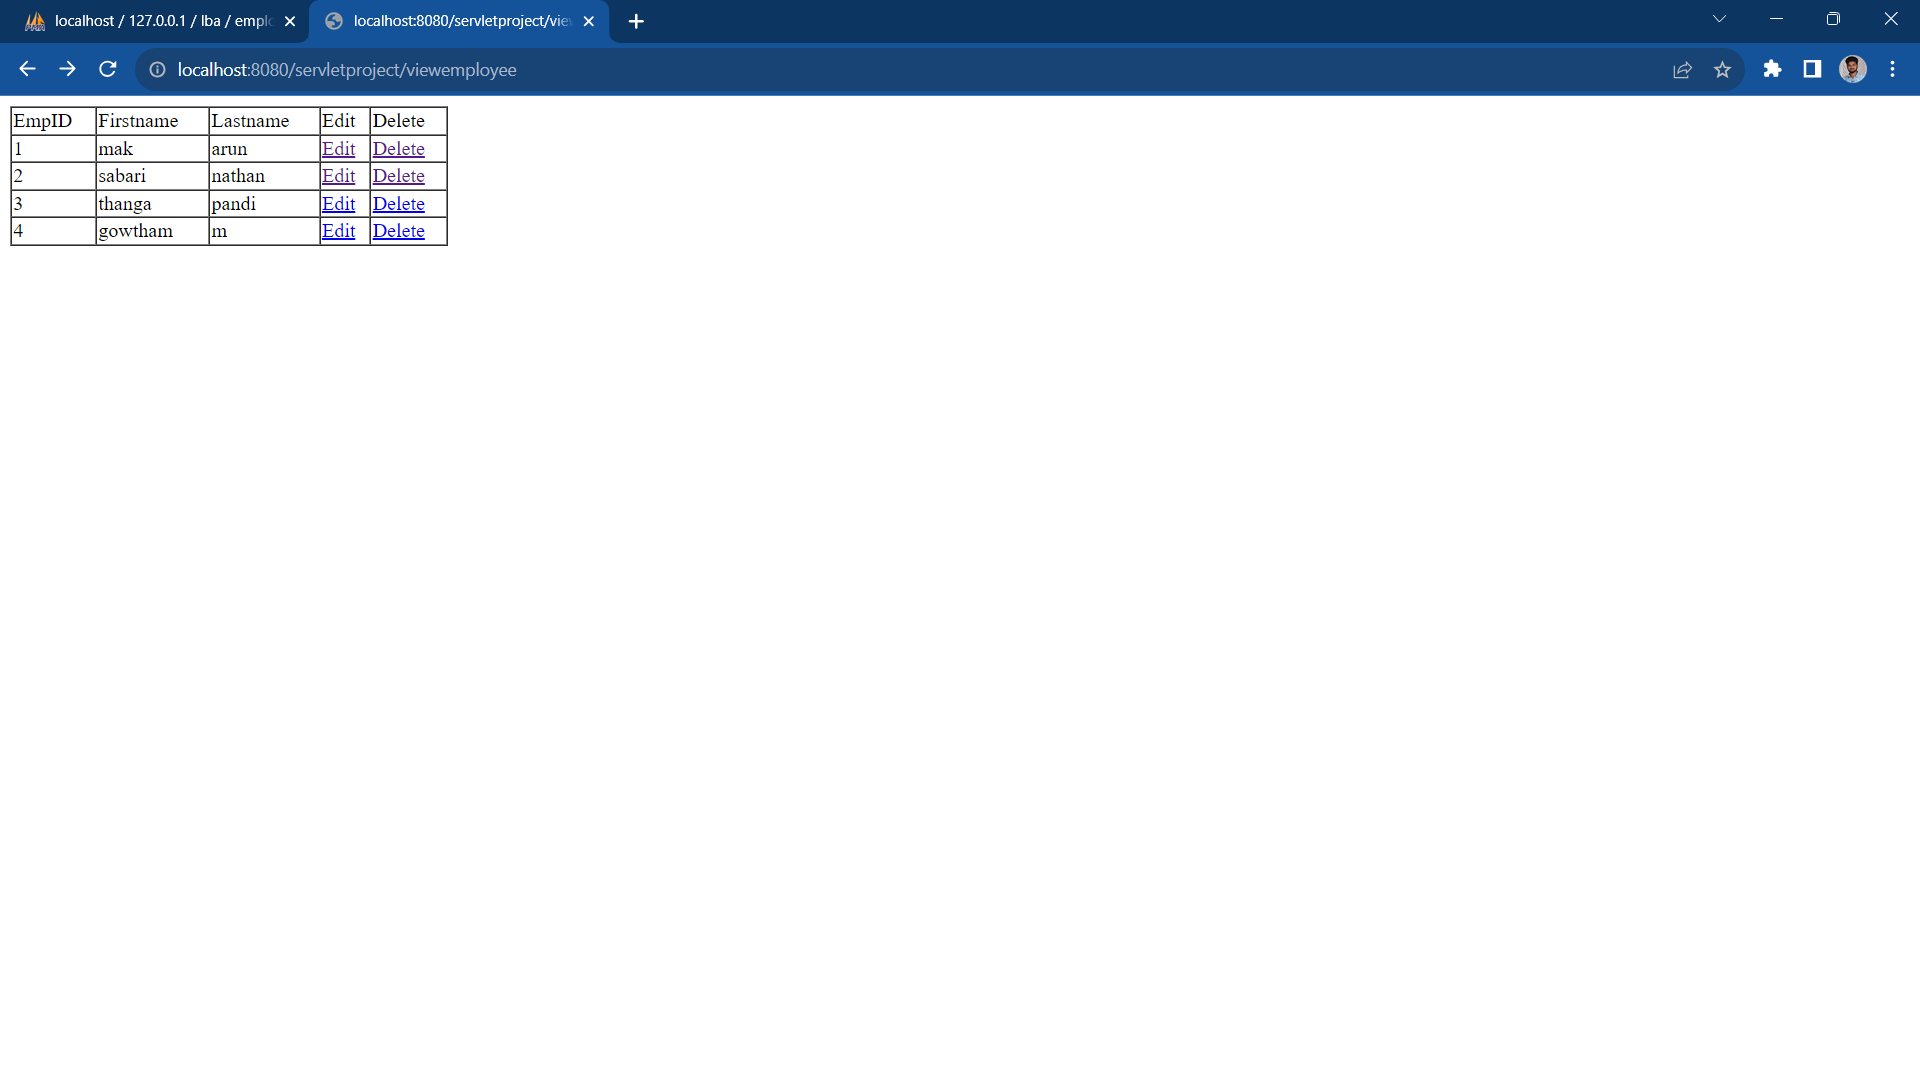 localhost / 127.0.0.1 / lba / emplo
localhost:8080/servletproject/vie
localhost:8080/servletproject/viewemployee
EmpID Firstname Lastname Edit Delete
1 mak arun Edit Delete
2 sabari nathan Edit Delete
3 thanga pandi Edit Delete
4 gowtham m Edit Delete